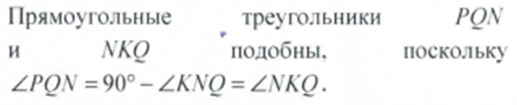 Прямоугольные треугольники PQN
и NKQ подобны, поскольку
∠PQN = 90° − ∠KNQ = ∠NKQ.